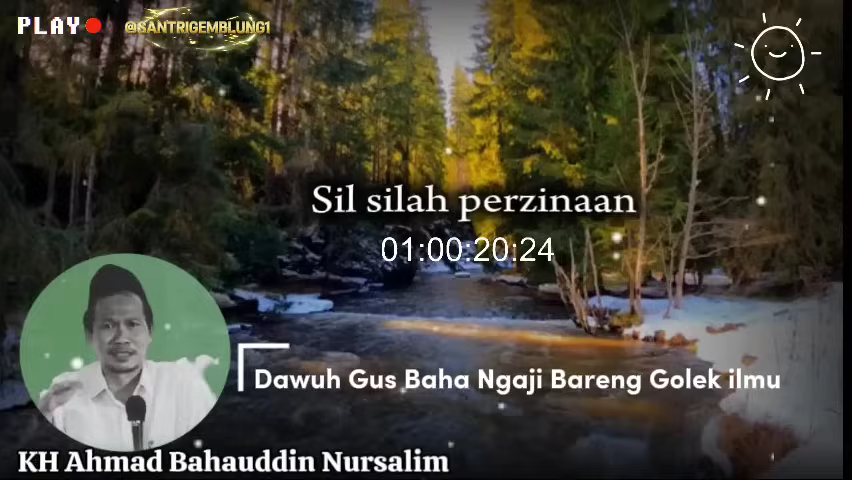 PLAY
@SANTRIGEMBLUNG1
Sil silah perzinaan
01:00:20:24
Dawuh Gus Baha Ngaji Bareng Golek ilmu
KH Ahmad Bahauddin Nursalim